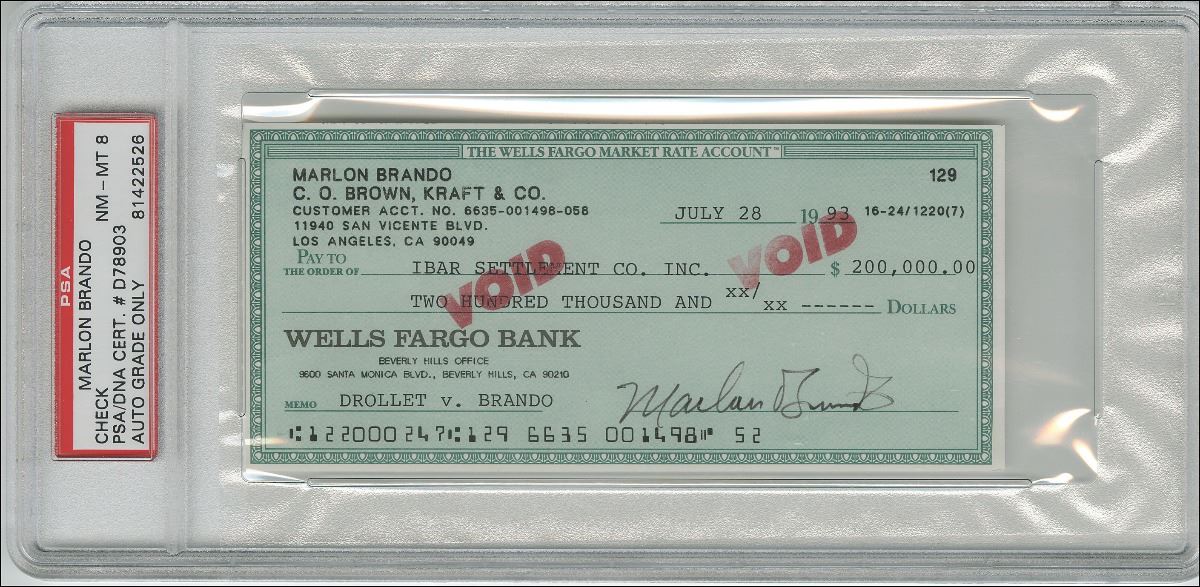 PSA
MARLON BRANDO
CHECK NM - MT 8
PSA/DNA CERT. # D78903
AUTO GRADE ONLY 81422526
THE WELLS FARGO MARKET RATE ACCOUNT℠
MARLON BRANDO 129
C. O. BROWN, KRAFT & CO.
CUSTOMER ACCT. NO. 6635-001498-058 JULY 28 1993 16-24/1220(7)
11940 SAN VICENTE BLVD.
LOS ANGELES, CA 90049
PAY TO
THE ORDER OF IBAR SETTLEMENT CO. INC. $ 200,000.00
VOID VOID
TWO HUNDRED THOUSAND AND xx/xx ------ DOLLARS
WELLS FARGO BANK
BEVERLY HILLS OFFICE
9600 SANTA MONICA BLVD., BEVERLY HILLS, CA 90210
MEMO DROLLET v. BRANDO Marlon Brando
⑆122000247⑆129 6635 001498⑈ 52